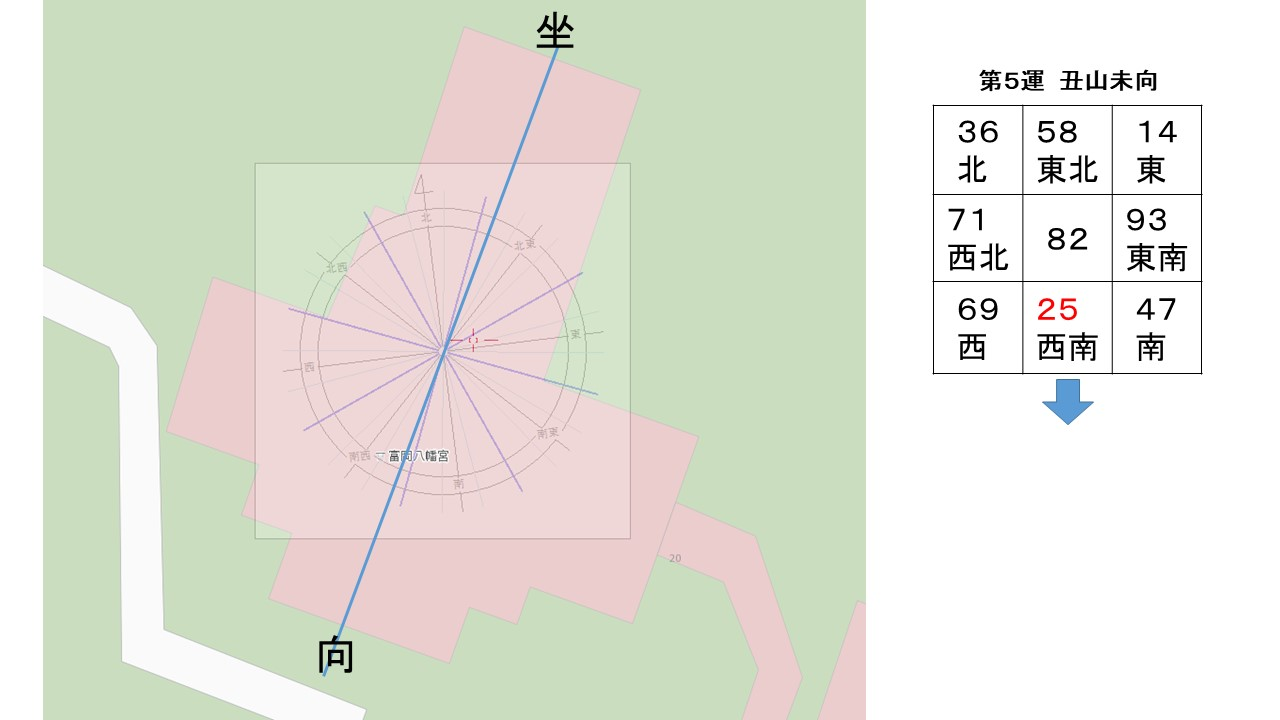 坐
北
北東
北西
東
西
南東
南西
富岡八幡宮
南
20
向
第5運 丑山未向
36
北
58
東北
14
東
71
西北
82
93
東南
69
西
25
西南
47
南